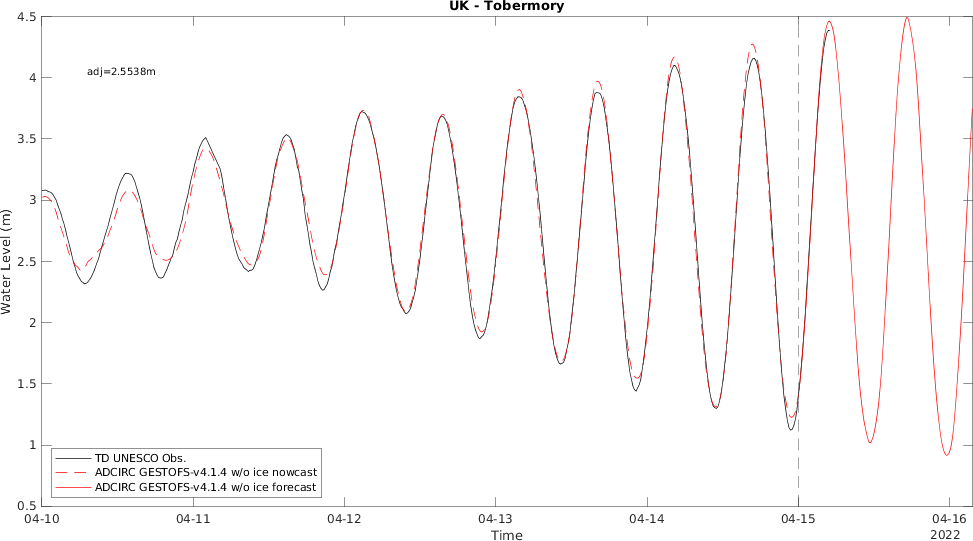 UK - Tobermory
adj=2.5538m
4.5
4
3.5
3
2.5
2
1.5
1
0.5
Water Level (m)
TD UNESCO Obs.
ADCIRC GESTOFS-v4.1.4 w/o ice nowcast
ADCIRC GESTOFS-v4.1.4 w/o ice forecast
04-10 04-11 04-12 04-13 04-14 04-15 04-16
Time
2022